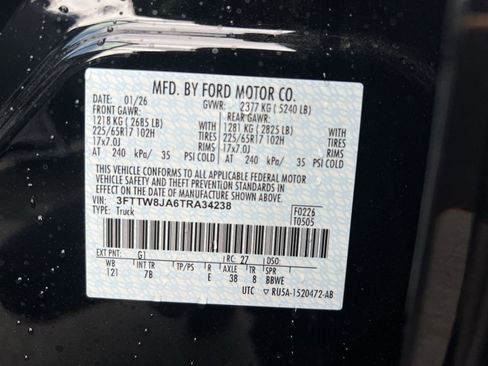 MFD. BY FORD MOTOR CO.
DATE: 01/26 GVWR: 2377 KG ( 5240 LB)
FRONT GAWR: REAR GAWR:
1218 KG ( 2685 LB) 1281 KG ( 2825 LB)
225/65R17 102H TIRES 225/65R17 102H TIRES
17x7.0J RIMS 17x7.0J RIMS
AT 240 kPa/ 35 PSI COLD AT 240 kPa/ 35 PSI COLD
THIS VEHICLE CONFORMS TO ALL APPLICABLE FEDERAL MOTOR
VEHICLE SAFETY AND THEFT PREVENTION STANDARDS IN EFFECT
ON THE DATE OF MANUFACTURE SHOWN ABOVE.
VIN: 3FTTW8JA6TRA34238 F0226
TYPE: Truck T0505
EXT PNT: G1 RC: 27 DSO:
WB INT TR TP/PS R AXLE TR SPR
121 7B E 38 8 BBWE
UTC RU5A-1520472-AB